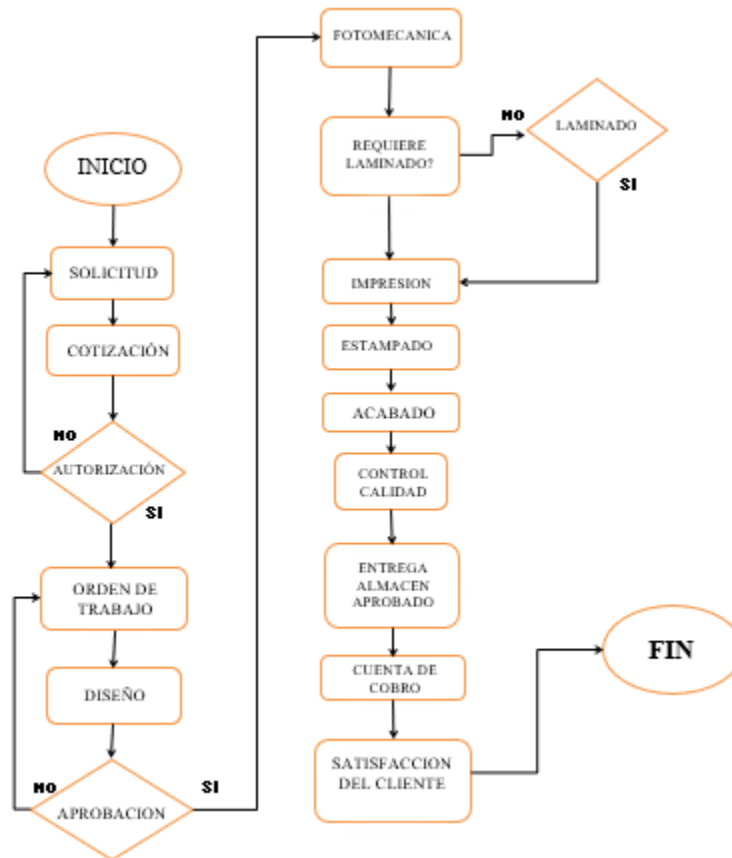 INICIO
SOLICITUD
COTIZACIÓN
NO
AUTORIZACIÓN
SI
ORDEN DE
TRABAJO
DISEÑO
NO
SI
APROBACION
FOTOMECANICA
REQUIERE
LAMINADO?
NO
LAMINADO
SI
IMPRESION
ESTAMPADO
ACABADO
CONTROL
CALIDAD
ENTREGA
ALMACEN
APROBADO
CUENTA DE
COBRO
SATISFACCION
DEL CLIENTE
FIN